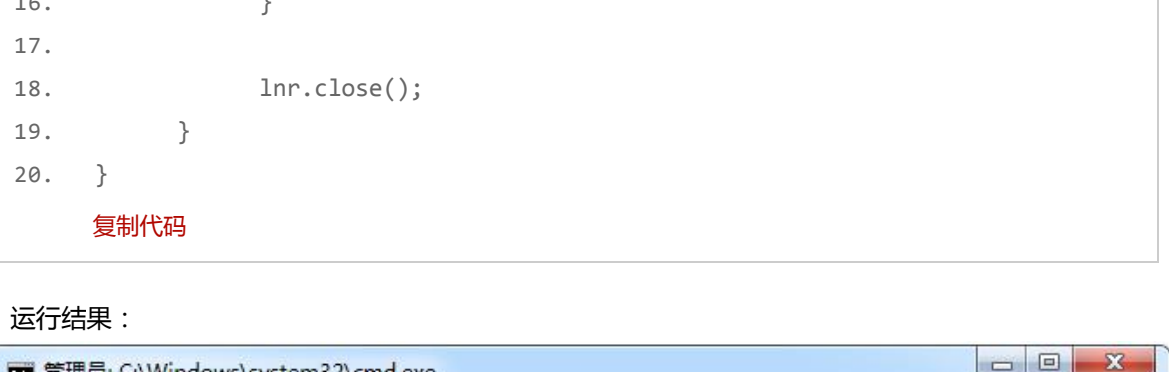 16. }
17.
18. lnr.close();
19. }
20. }
复制代码
运行结果：
管理员: C:\Windows\system32\cmd.exe